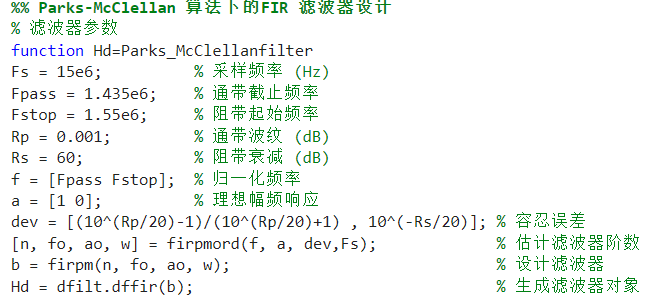 %% Parks-McClellan 算法下的FIR 滤波器设计
% 滤波器参数
function Hd=Parks_McClellanfilter
Fs = 15e6; % 采样频率 (Hz)
Fpass = 1.435e6; % 通带截止频率
Fstop = 1.55e6; % 阻带起始频率
Rp = 0.001; % 通带波纹 (dB)
Rs = 60; % 阻带衰减 (dB)
f = [Fpass Fstop]; % 归一化频率
a = [1 0]; % 理想幅频响应
dev = [(10^(Rp/20)-1)/(10^(Rp/20)+1) , 10^(-Rs/20)]; % 容忍误差
[n, fo, ao, w] = firpmord(f, a, dev,Fs); % 估计滤波器阶数
b = firpm(n, fo, ao, w); % 设计滤波器
Hd = dfilt.dffir(b); % 生成滤波器对象